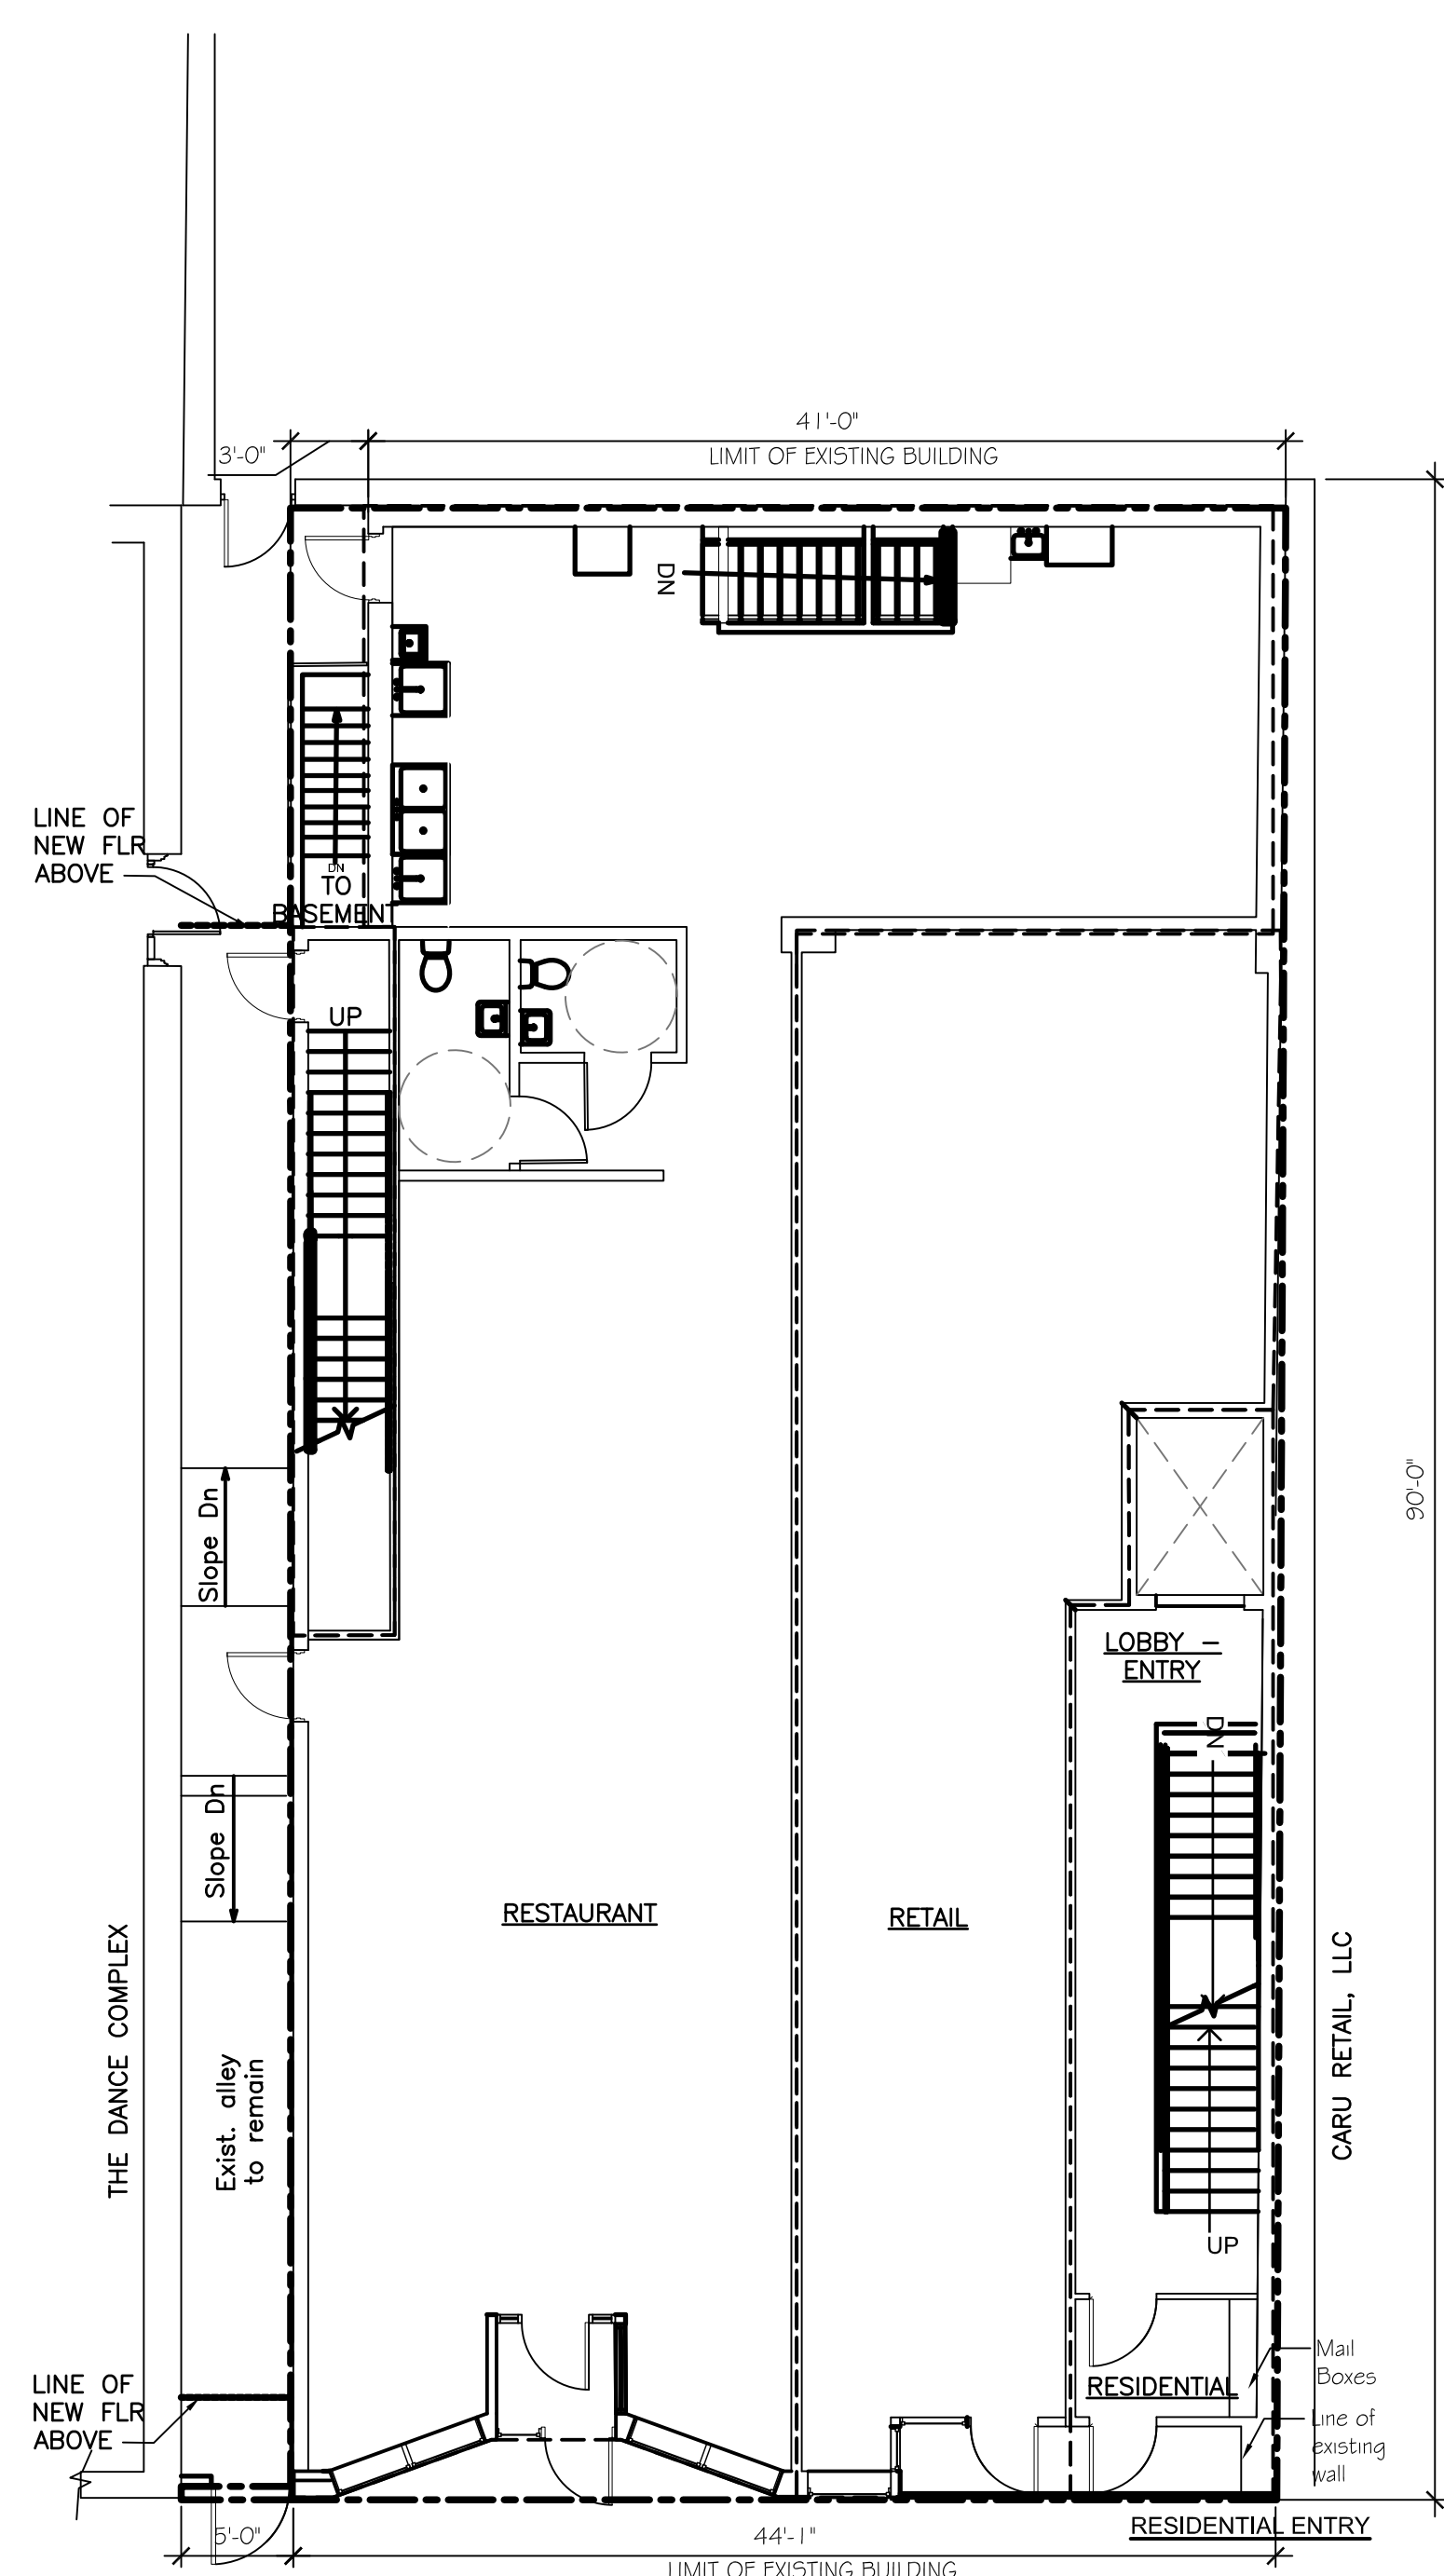 41'-0"
3'-0"
LIMIT OF EXISTING BUILDING
DN
LINE OF
NEW FLR
ABOVE
DN
TO
BASEMENT
UP
Slope Dn
90'-0"
LOBBY –
ENTRY
DN
Slope Dn
RESTAURANT
RETAIL
THE DANCE COMPLEX
Exist. alley
to remain
CARU RETAIL, LLC
UP
Mail
Boxes
RESIDENTIAL
LINE OF
NEW FLR
ABOVE
Line of
existing
wall
RESIDENTIAL ENTRY
5'-0"
44'-1"
LIMIT OF EXISTING BUILDING